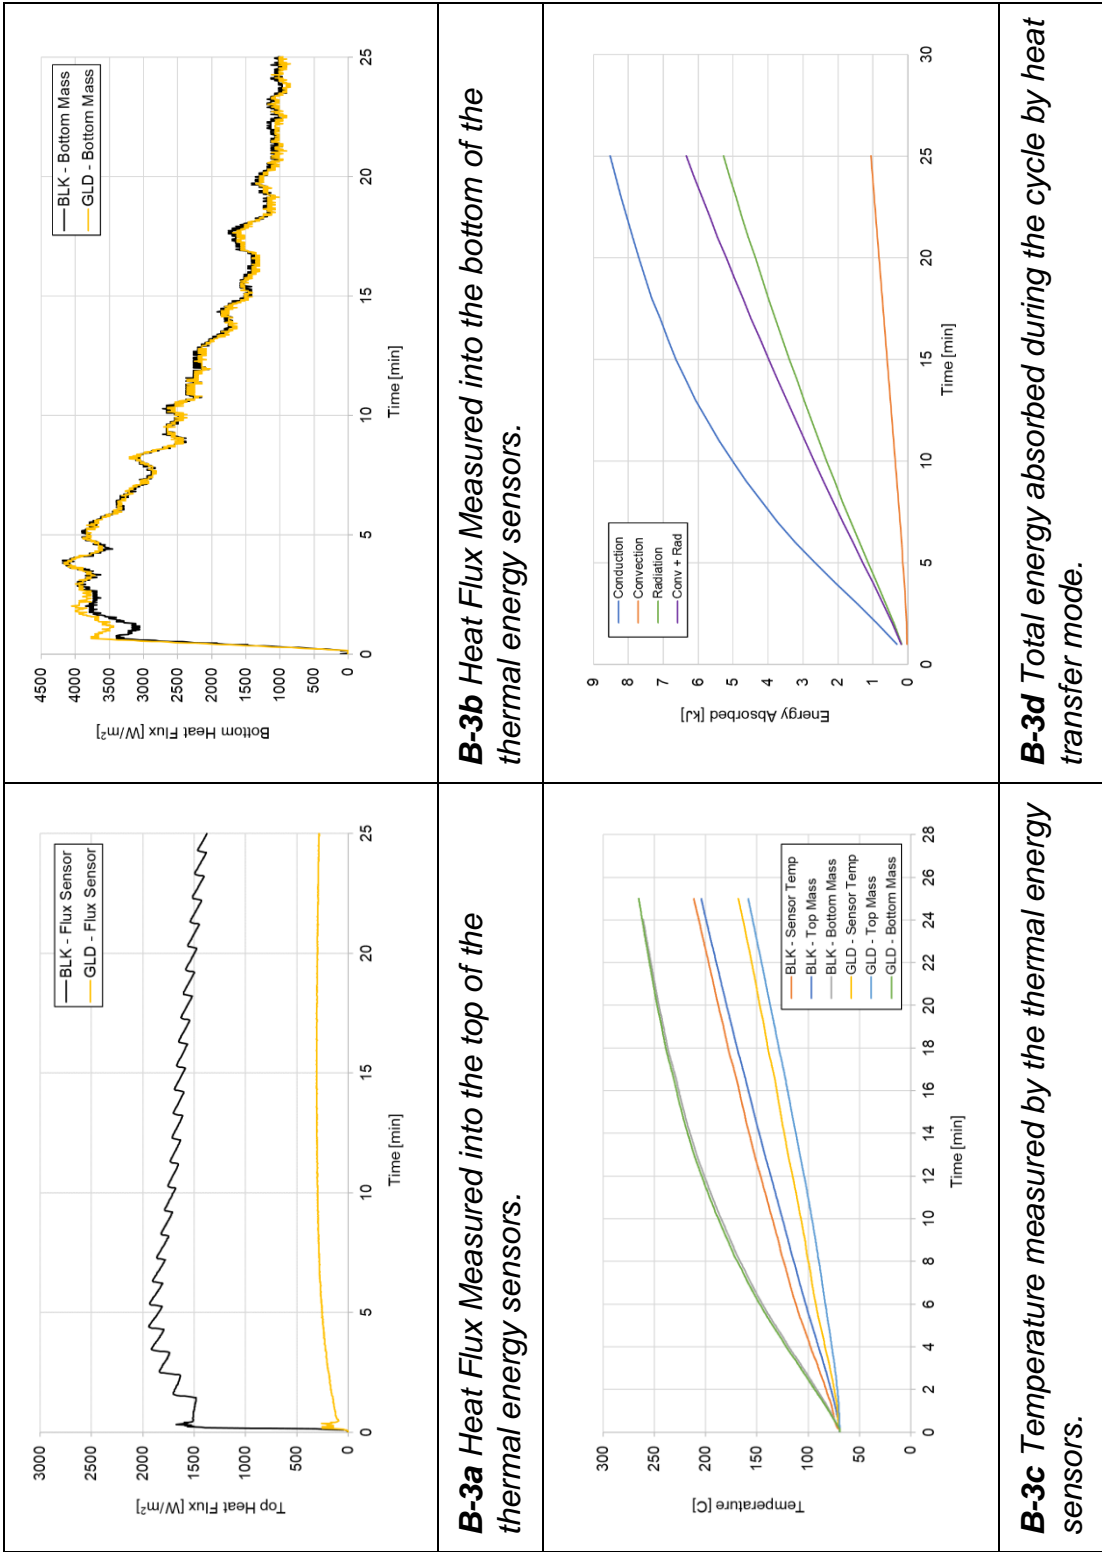 3000
2500
2000
1500
1000
500
0
Top Heat Flux [W/m²]
BLK - Flux Sensor
GLD - Flux Sensor
0 5 10 15 20 25
Time [min]
B-3a Heat Flux Measured into the top of the
thermal energy sensors.
4500
4000
3500
3000
2500
2000
1500
1000
500
0
Bottom Heat Flux [W/m²]
BLK - Bottom Mass
GLD - Bottom Mass
0 5 10 15 20 25
Time [min]
B-3b Heat Flux Measured into the bottom of the
thermal energy sensors.
300
250
200
150
100
50
0
Temperature [C]
BLK - Sensor Temp
BLK - Top Mass
BLK - Bottom Mass
GLD - Sensor Temp
GLD - Top Mass
GLD - Bottom Mass
0 2 4 6 8 10 12 14 16 18 20 22 24 26 28
Time [min]
B-3c Temperature measured by the thermal energy
sensors.
9
8
7
6
5
4
3
2
1
0
Energy Absorbed [kJ]
Conduction
Convection
Radiation
Conv + Rad
0 5 10 15 20 25 30
Time [min]
B-3d Total energy absorbed during the cycle by heat
transfer mode.